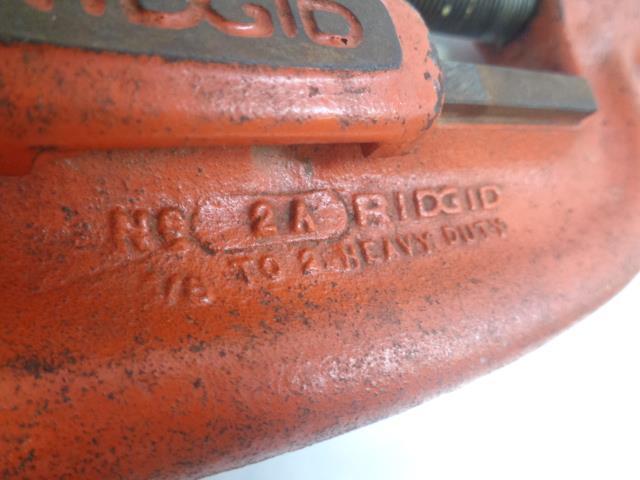 RIDGID
NO 2A RIDGID
1/8 TO 2 HEAVY DUTY